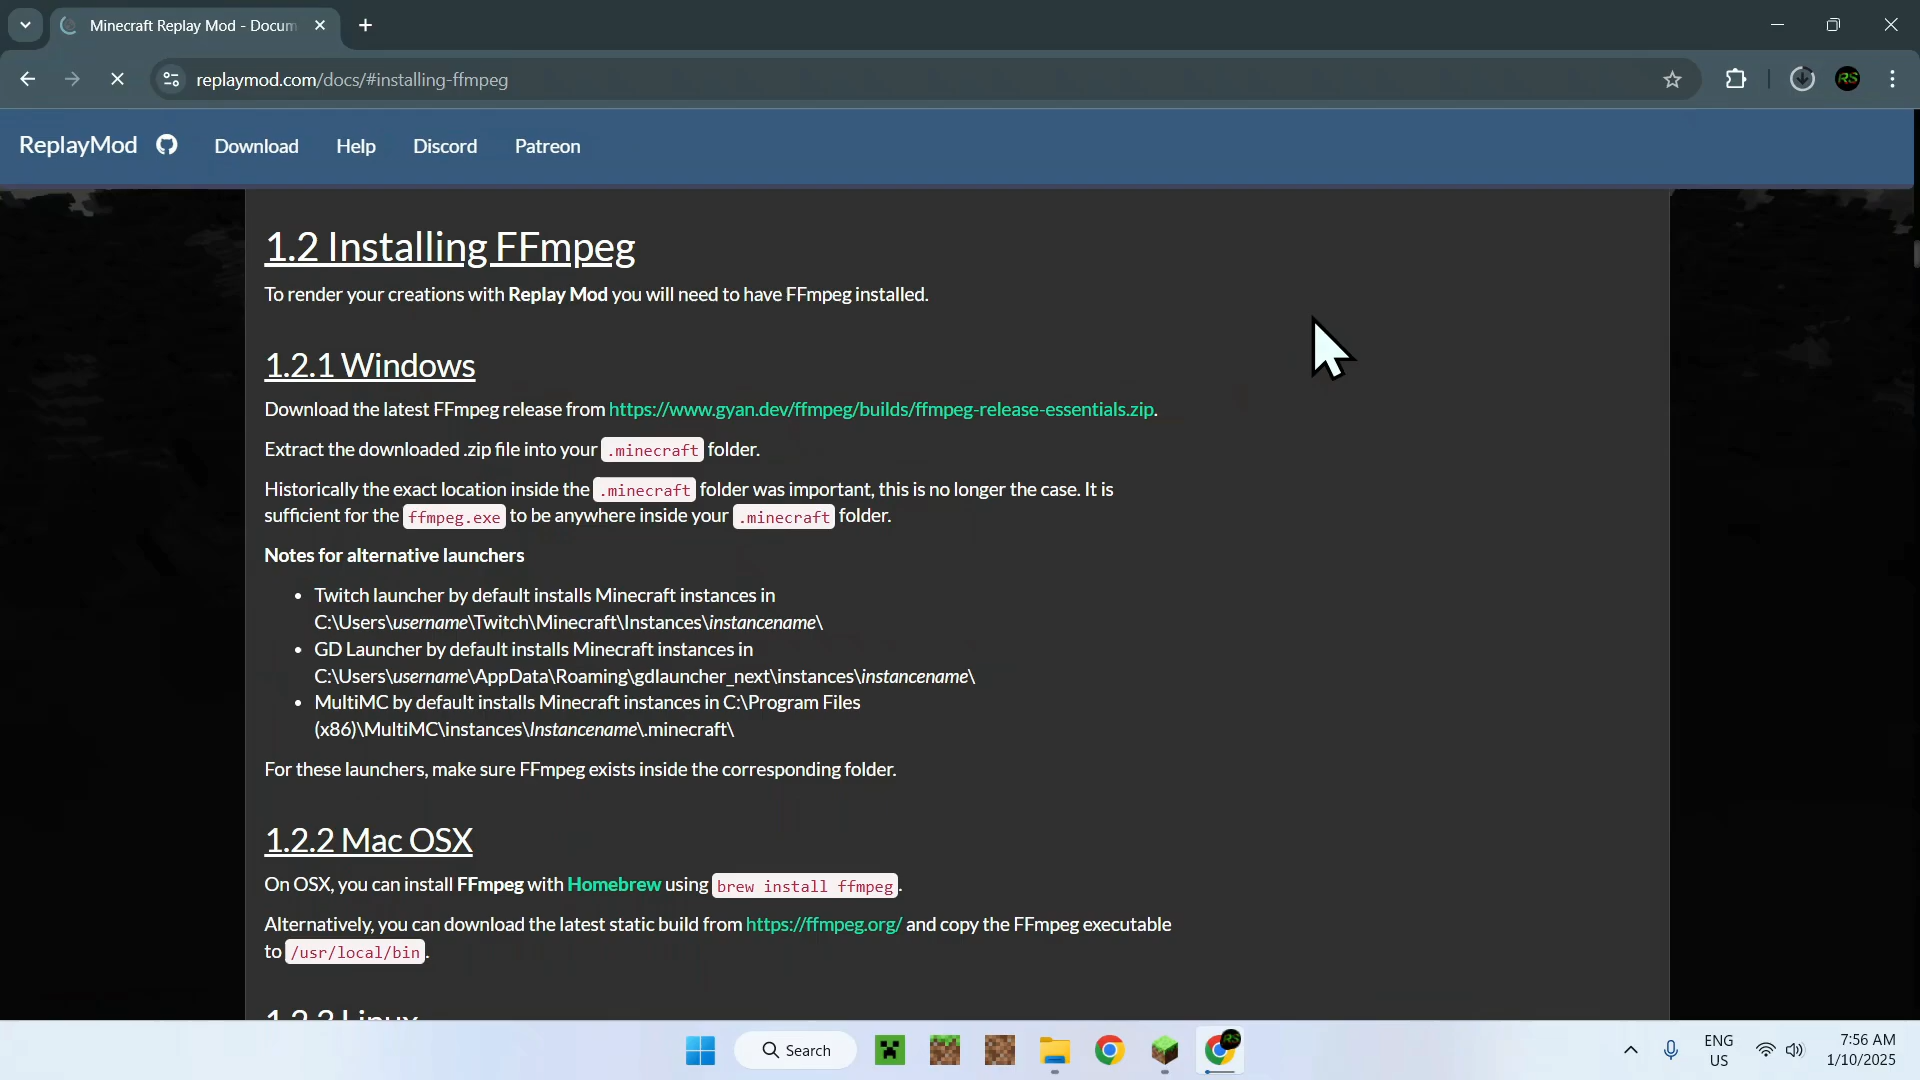 Minecraft Replay Mod - Docum
replaymod.com/docs/#installing-ffmpeg
RS
ReplayMod Download Help Discord Patreon
1.2 Installing FFmpeg
To render your creations with Replay Mod you will need to have FFmpeg installed.
1.2.1 Windows
Download the latest FFmpeg release from https://www.gyan.dev/ffmpeg/builds/ffmpeg-release-essentials.zip.
Extract the downloaded .zip file into your .minecraft folder.
Historically the exact location inside the .minecraft folder was important, this is no longer the case. It is
sufficient for the ffmpeg.exe to be anywhere inside your .minecraft folder.
Notes for alternative launchers
• Twitch launcher by default installs Minecraft instances in
C:\Users\username\Twitch\Minecraft\Instances\instancename\
• GD Launcher by default installs Minecraft instances in
C:\Users\username\AppData\Roaming\gdlauncher_next\instances\instancename\
• MultiMC by default installs Minecraft instances in C:\Program Files
(x86)\MultiMC\instances\Instancename\.minecraft\
For these launchers, make sure FFmpeg exists inside the corresponding folder.
1.2.2 Mac OSX
On OSX, you can install FFmpeg with Homebrew using brew install ffmpeg.
Alternatively, you can download the latest static build from https://ffmpeg.org/ and copy the FFmpeg executable
to /usr/local/bin.
1.2.3 Linux
Search
RS
ENG
US
7:56 AM
1/10/2025